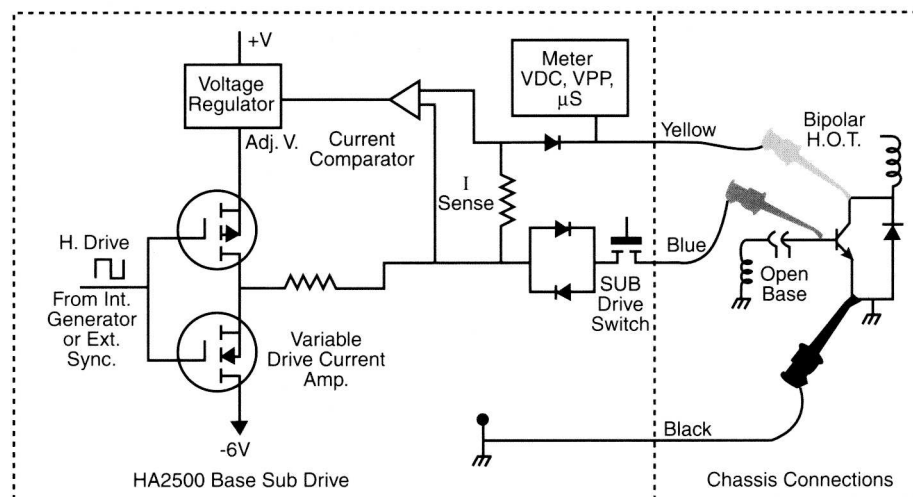 +V
Voltage
Regulator
Adj. V.
Current
Comparator
Meter
VDC, VPP,
µS
Yellow
Bipolar
H.O.T.
I
Sense
H. Drive
From Int.
Generator
or Ext.
Sync.
Variable
Drive Current
Amp.
-6V
SUB
Drive
Switch
Blue
Open
Base
Black
HA2500 Base Sub Drive
Chassis Connections